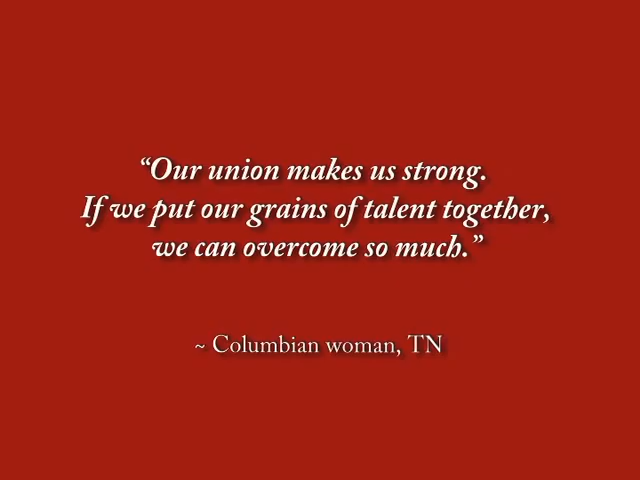 “Our union makes us strong.
If we put our grains of talent together,
we can overcome so much.”
~ Columbian woman, TN